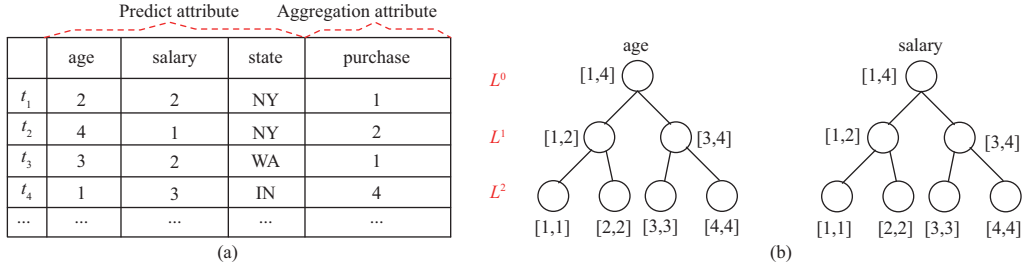 Predict attribute Aggregation attribute
age salary state purchase
t1 2 2 NY 1
t2 4 1 NY 2
t3 3 2 WA 1
t4 1 3 IN 4
... ... ... ... ...
(a)
age salary
L0 [1,4] [1,4]
L1 [1,2] [3,4] [1,2] [3,4]
L2
[1,1] [2,2] [3,3] [4,4] [1,1] [2,2] [3,3] [4,4]
(b)